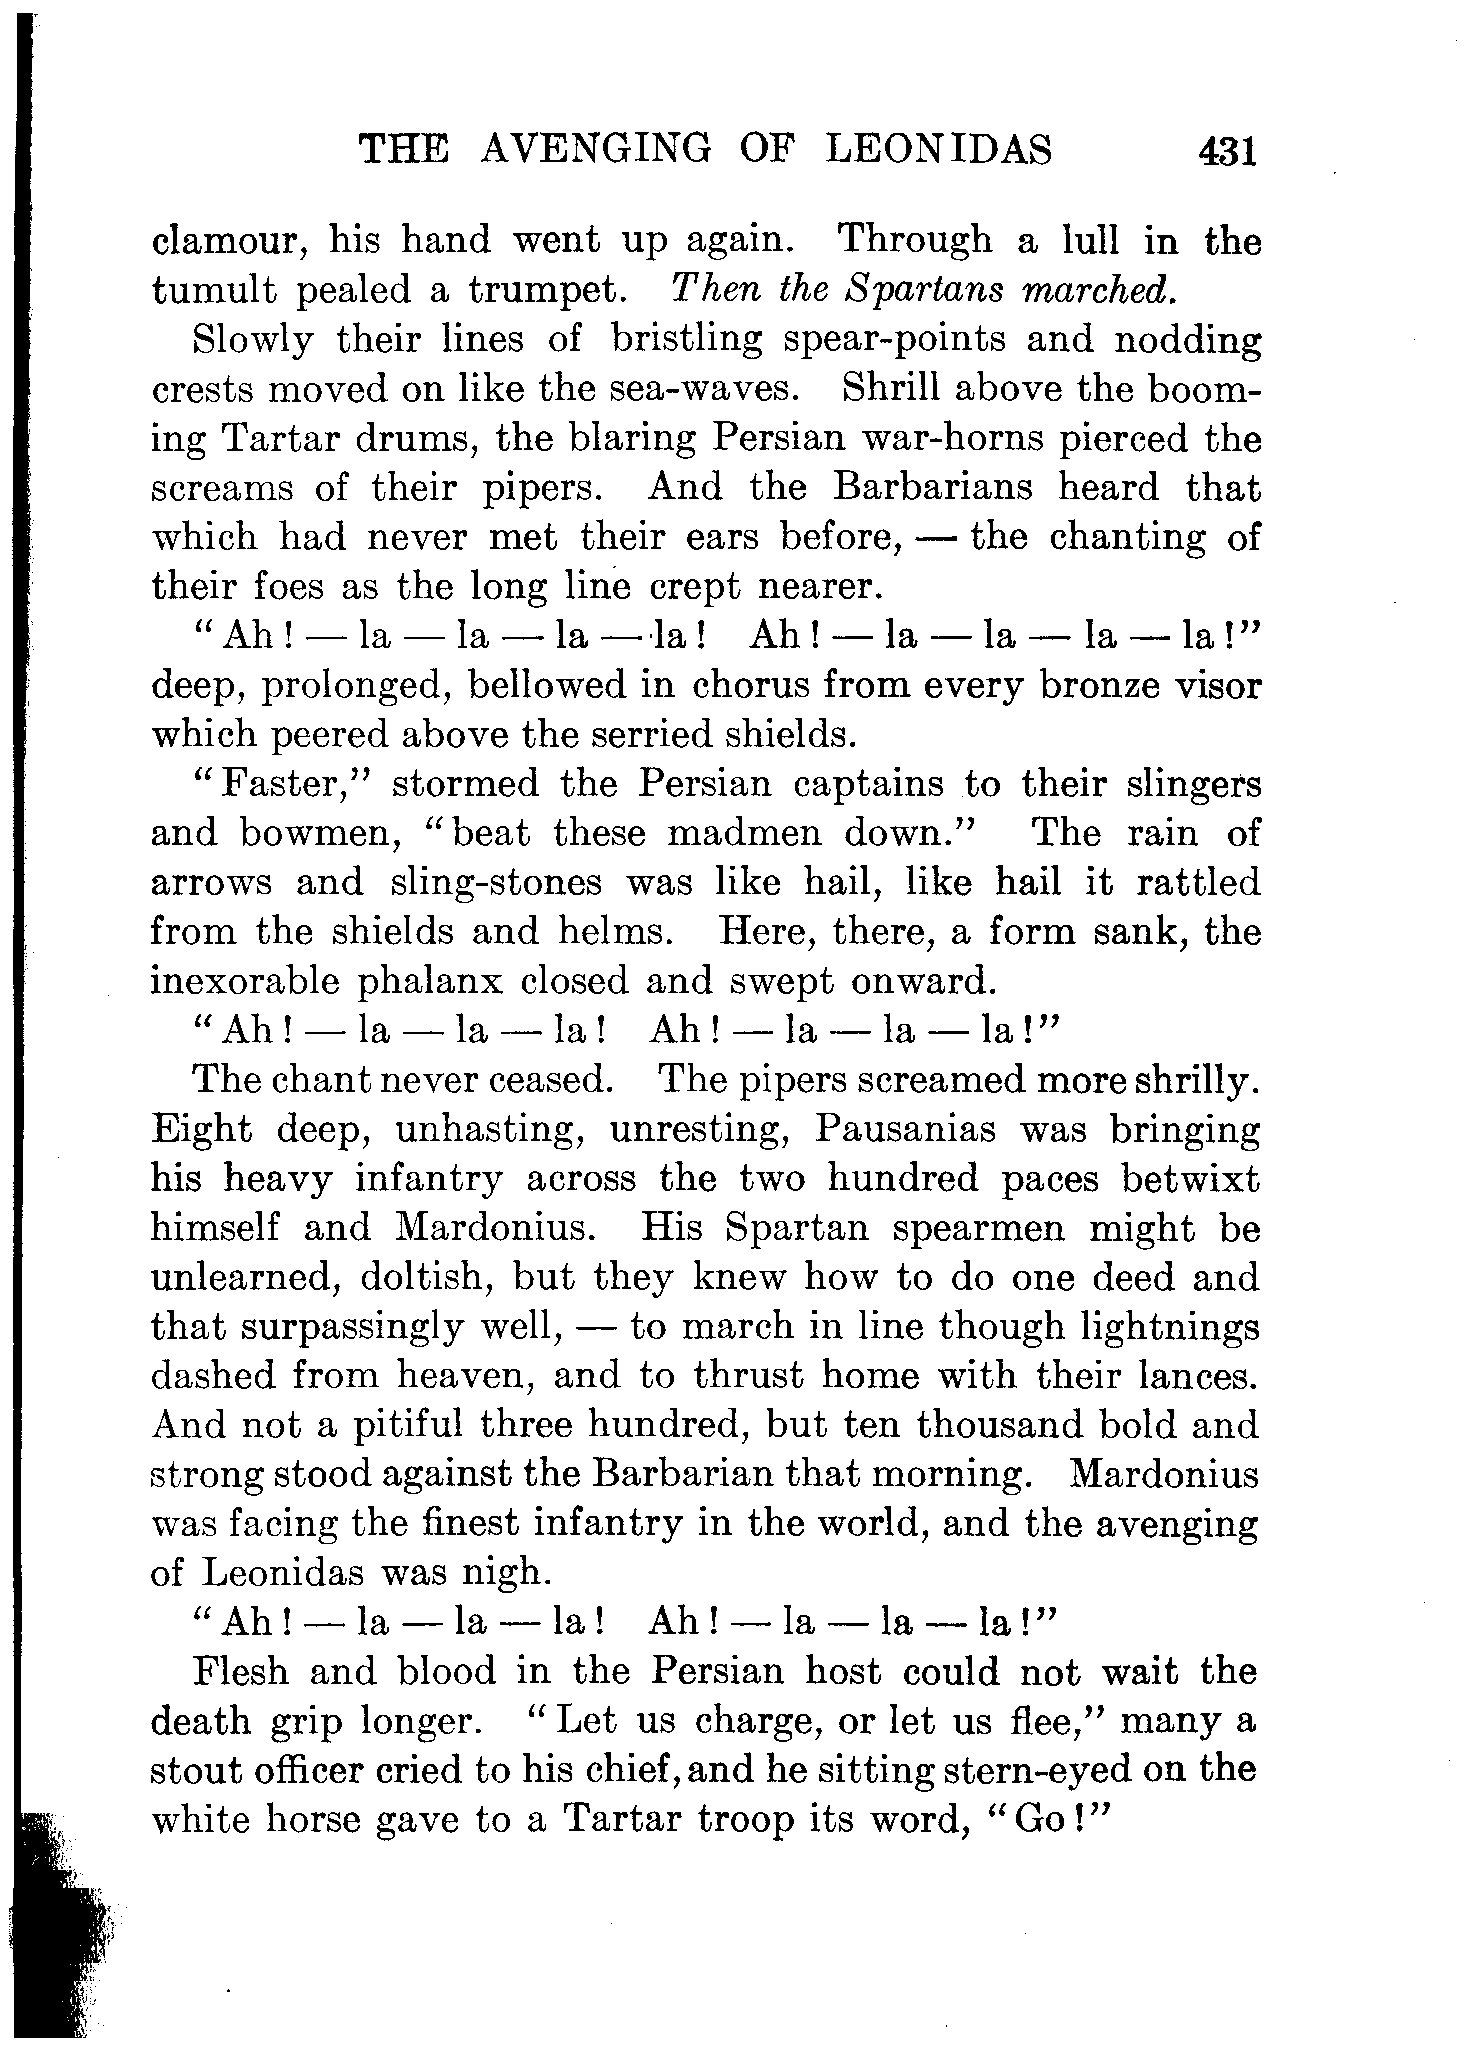 THE AVENGING OF LEONIDAS 431
clamour, his hand went up again. Through a lull in the
tumult pealed a trumpet. Then the Spartans marched.
Slowly their lines of bristling spear-points and nodding
crests moved on like the sea-waves. Shrill above the boom-
ing Tartar drums, the blaring Persian war-horns pierced the
screams of their pipers. And the Barbarians heard that
which had never met their ears before, — the chanting of
their foes as the long line crept nearer.
“Ah! — la — la — la — la! Ah! — la — la — la — la!”
deep, prolonged, bellowed in chorus from every bronze visor
which peered above the serried shields.
“Faster,” stormed the Persian captains to their slingers
and bowmen, “beat these madmen down.” The rain of
arrows and sling-stones was like hail, like hail it rattled
from the shields and helms. Here, there, a form sank, the
inexorable phalanx closed and swept onward.
“Ah! — la — la — la! Ah! — la — la — la!”
The chant never ceased. The pipers screamed more shrilly.
Eight deep, unhasting, unresting, Pausanias was bringing
his heavy infantry across the two hundred paces betwixt
himself and Mardonius. His Spartan spearmen might be
unlearned, doltish, but they knew how to do one deed and
that surpassingly well, — to march in line though lightnings
dashed from heaven, and to thrust home with their lances.
And not a pitiful three hundred, but ten thousand bold and
strong stood against the Barbarian that morning. Mardonius
was facing the finest infantry in the world, and the avenging
of Leonidas was nigh.
“Ah! — la — la — la! Ah! — la — la — la!”
Flesh and blood in the Persian host could not wait the
death grip longer. “Let us charge, or let us flee,” many a
stout officer cried to his chief, and he sitting stern-eyed on the
white horse gave to a Tartar troop its word, “Go!”